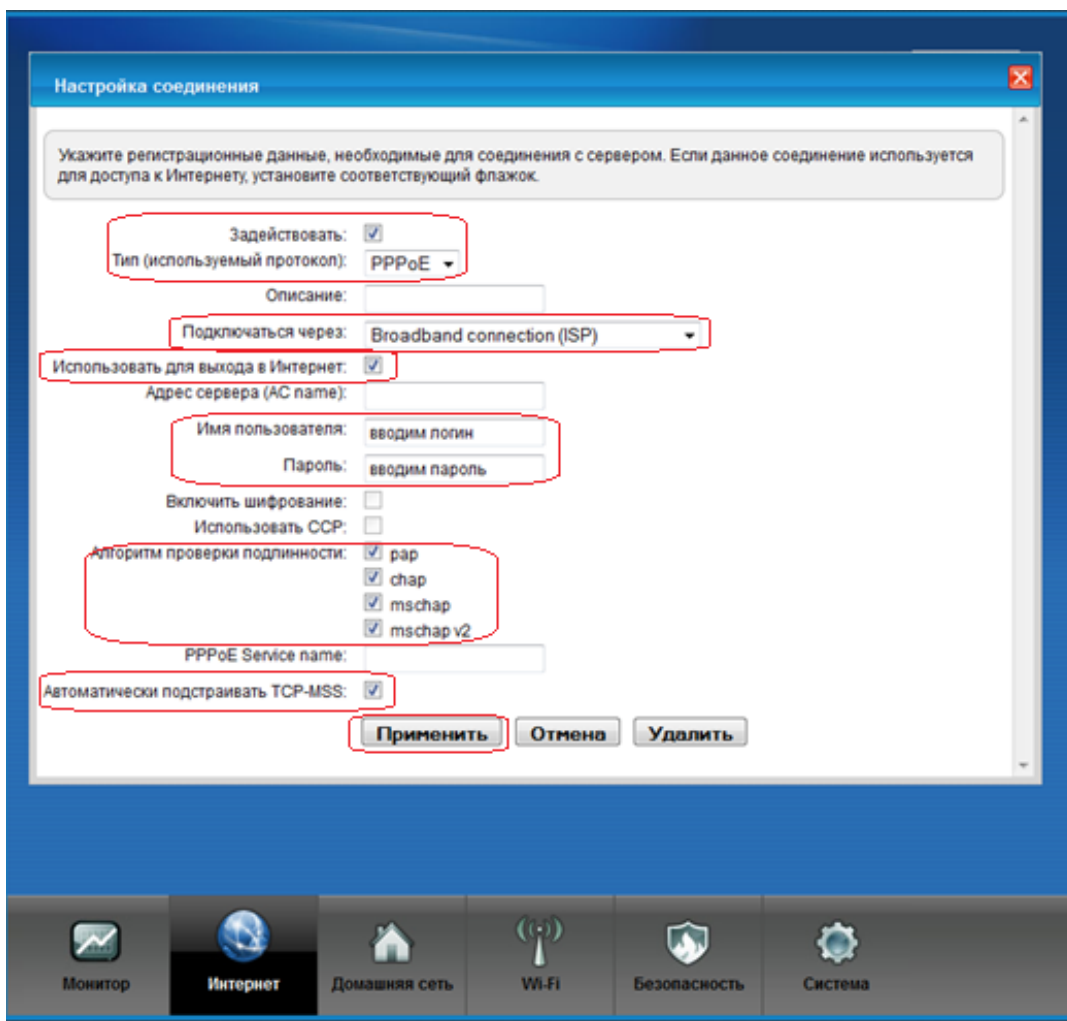 Настройка соединения
Укажите регистрационные данные, необходимые для соединения с сервером. Если данное соединение используется
для доступа к Интернету, установите соответствующий флажок.
Задействовать:
Тип (используемый протокол): PPPoE
Описание:
Подключаться через: Broadband connection (ISP)
Использовать для выхода в Интернет:
Адрес сервера (AC name):
Имя пользователя: вводим логин
Пароль: вводим пароль
Включить шифрование:
Использовать CCP:
Алгоритм проверки подлинности: pap
chap
mschap
mschap v2
PPPoE Service name:
Автоматически подстраивать TCP-MSS:
Применить Отмена Удалить
Монитор Интернет Домашняя сеть Wi-Fi Безопасность Система